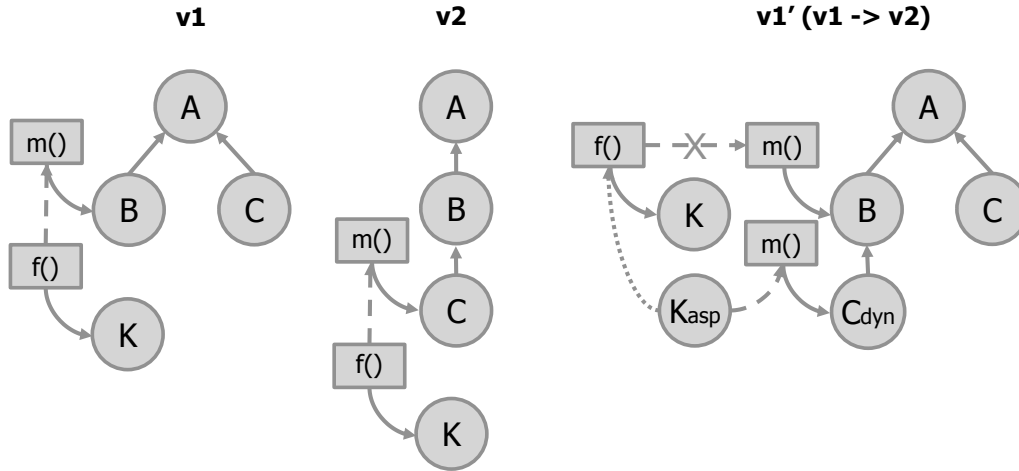 v1
v2
v1' (v1 -> v2)
A
m()
B
C
f()
K
A
B
m()
C
f()
K
A
f()
X
m()
K
B
C
m()
Kasp
Cdyn